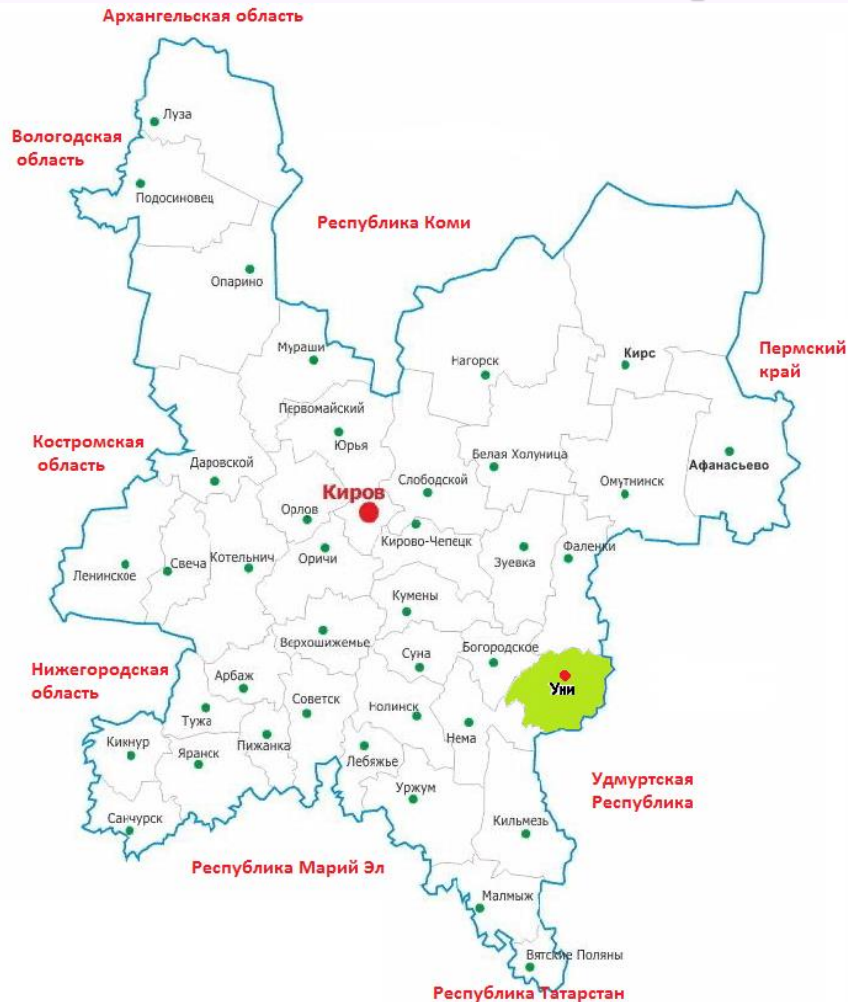 Архангельская область
Луза
Вологодская
область
Подосиновец
Республика Коми
Опарино
Мураши
Нагорск
Кирс
Пермский
край
Первомайский
Юрья
Костромская
область
Даровской
Белая Холуница
Афанасьево
Слободской
Омутнинск
Киров
Орлов
Кирово-Чепецк
Фаленки
Ленинское
Свеча
Котельнич
Оричи
Зуевка
Кумены
Верхошижемье
Суна
Богородское
Нижегородская
область
Арбаж
Уни
Советск
Нолинск
Тужа
Кикнур
Яранск
Пижанка
Нема
Лебяжье
Уржум
Удмуртская
Республика
Санчурск
Кильмезь
Республика Марий Эл
Малмыж
Вятские Поляны
Республика Татарстан